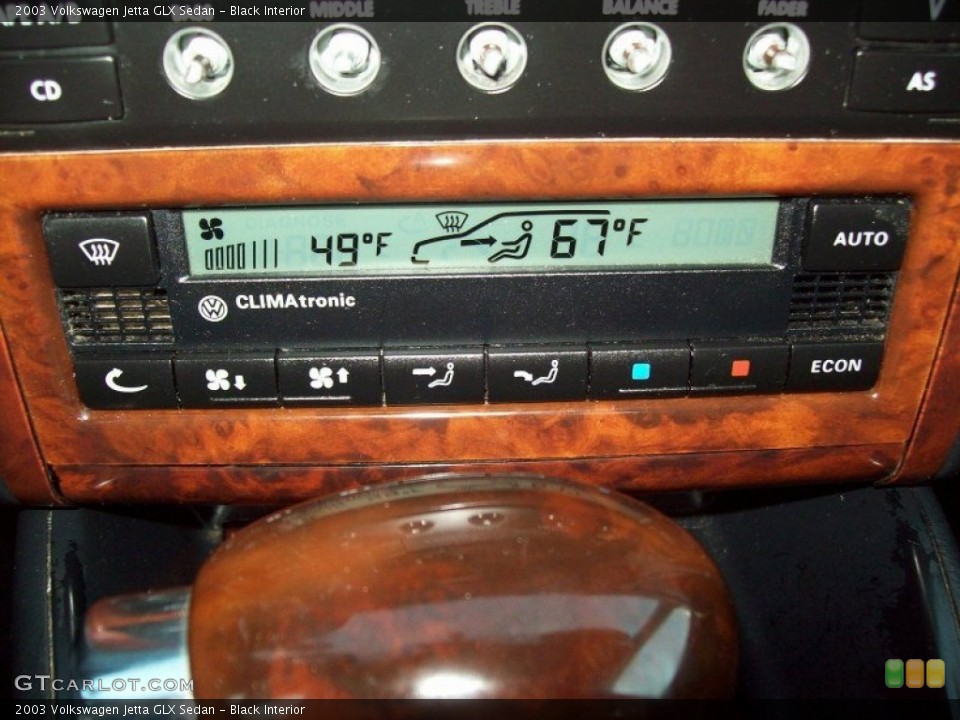 2003 Volkswagen Jetta GLX Sedan - Black Interior
MIDDLE TREBLE BALANCE FADER
CD AS
49°F 67°F
AUTO
CLIMAtronic
ECON
GTCARLOT.COM
2003 Volkswagen Jetta GLX Sedan - Black Interior